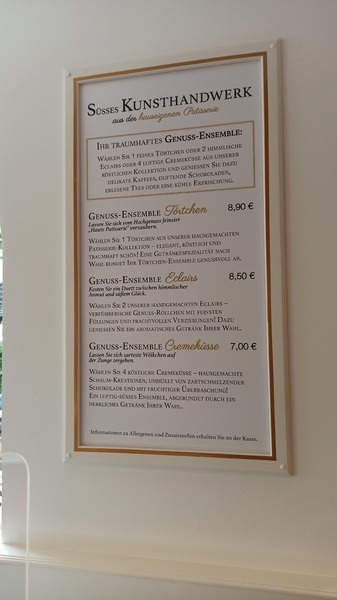 Süsses Kunsthandwerk
aus der hauseigenen Patisserie
Ihr traumhaftes Genuss-Ensemble:
Wählen Sie 1 feines Törtchen oder 2 himmlische
Eclairs oder 4 luftige Cremeküsse aus unserer
köstlichen Kollektion und geniessen Sie dazu
delikate Kaffees, duftende Schokoladen,
erlesene Tees oder eine kühle Erfrischung.
Genuss-Ensemble Törtchen 8,90 €
Lassen Sie sich vom Hochgenuss feinster
„Haute Patisserie“ verzaubern.
Wählen Sie 1 Törtchen aus unserer hausgemachten
Patisserie-Kollektion – elegant, köstlich und
traumhaft schön! Eine Getränkespezialität nach
Wahl rundet Ihr Törtchen-Ensemble genussvoll ab.
Genuss-Ensemble Eclairs 8,50 €
Kosten Sie ein Duett zwischen himmlischer
Anmut und süßem Glück.
Wählen Sie 2 unserer handgemachten Eclairs –
verführerische Genuss-Röllchen mit feinsten
Füllungen und prachtvollen Verzierungen! Dazu
geniessen Sie ein aromatisches Getränk Ihrer Wahl.
Genuss-Ensemble Cremeküsse 7,00 €
Lassen Sie sich zarteste Wölkchen auf
der Zunge zergehen.
Wählen Sie 4 köstliche Cremeküsse – hausgemachte
Schaum-Kreationen, umhüllt von zartschmelzender
Schokolade und mit fruchtiger Überraschung!
Ein luftig-süsses Ensemble, abgerundet durch ein
herrliches Getränk Ihrer Wahl.
Informationen zu Allergenen und Zusatzstoffen erhalten Sie an der Kasse.